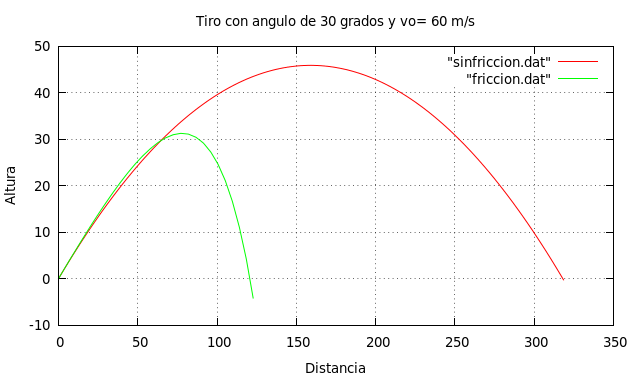 Tiro con angulo de 30 grados y vo= 60 m/s
50
40
30
20
10
0
-10
Altura
"sinfriccion.dat"
"friccion.dat"
0 50 100 150 200 250 300 350
Distancia